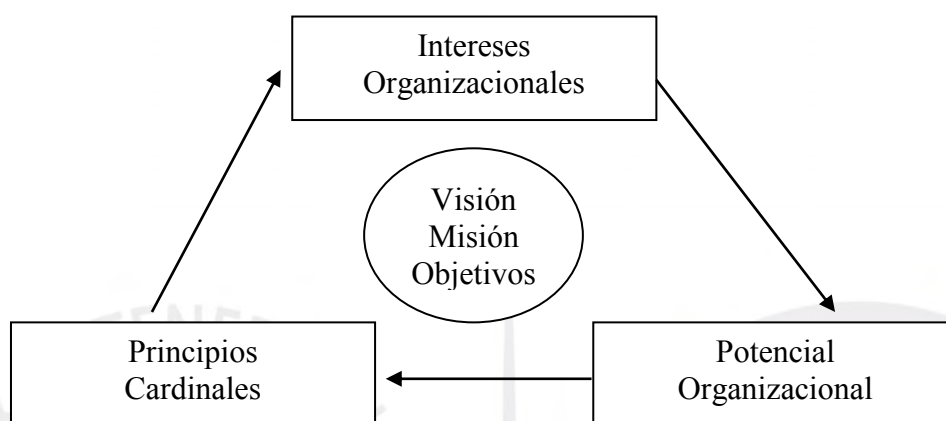 Intereses
Organizacionales
Visión
Misión
Objetivos
Principios
Cardinales
Potencial
Organizacional